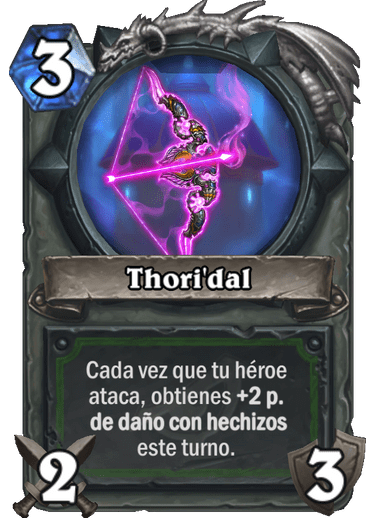 3
Thori'dal
Cada vez que tu héroe
ataca, obtienes +2 p.
de daño con hechizos
este turno.
2
3